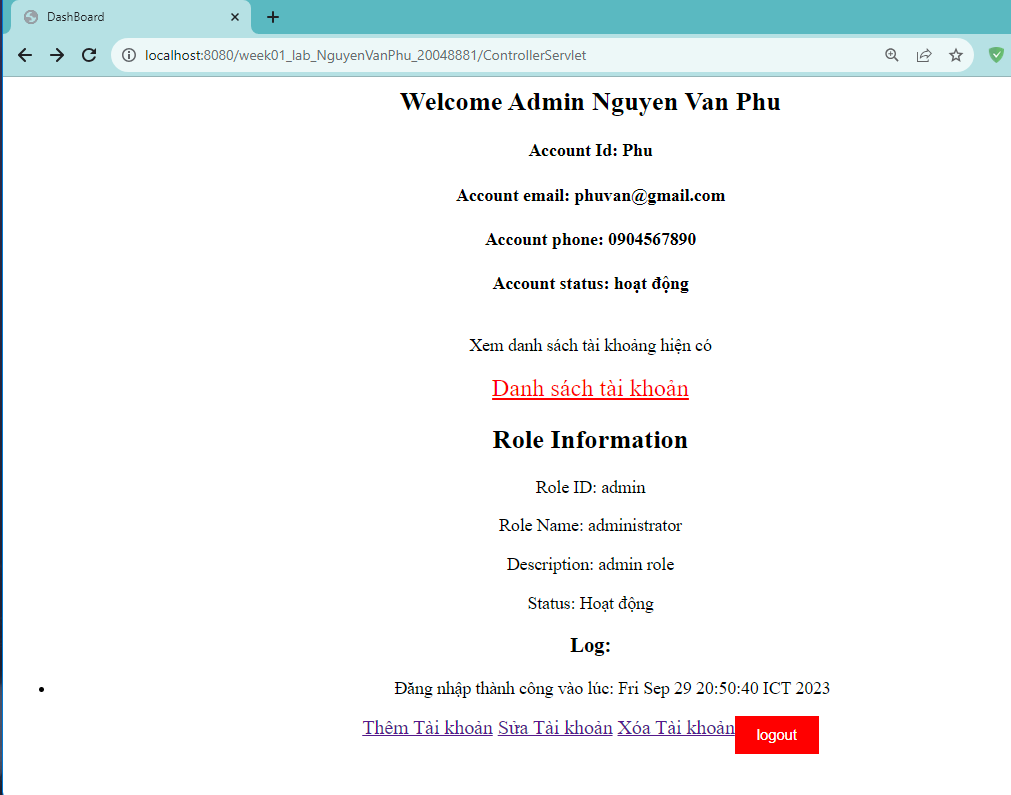 DashBoard
localhost:8080/week01_lab_NguyenVanPhu_20048881/ControllerServlet
Welcome Admin Nguyen Van Phu
Account Id: Phu
Account email: phuvan@gmail.com
Account phone: 0904567890
Account status: hoạt động
Xem danh sách tài khoảng hiện có
Danh sách tài khoản
Role Information
Role ID: admin
Role Name: administrator
Description: admin role
Status: Hoạt động
Log:
Đăng nhập thành công vào lúc: Fri Sep 29 20:50:40 ICT 2023
Thêm Tài khoản Sửa Tài khoản Xóa Tài khoản logout